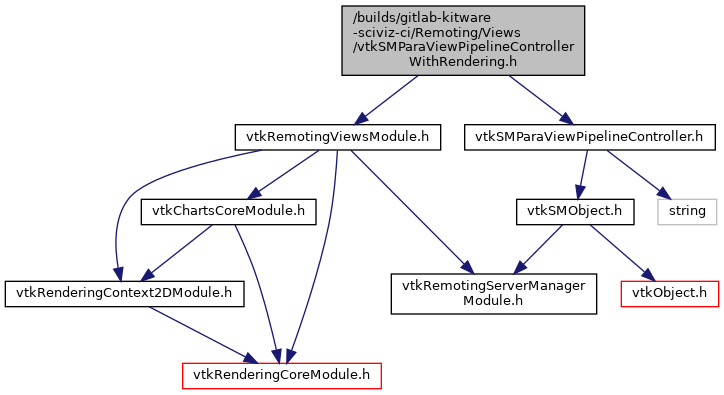 /builds/gitlab-kitware
-sciviz-ci/Remoting/Views
/vtkSMParaViewPipelineController
WithRendering.h
vtkRemotingViewsModule.h
vtkSMParaViewPipelineController.h
vtkChartsCoreModule.h
vtkSMObject.h
string
vtkRenderingContext2DModule.h
vtkRemotingServerManager
Module.h
vtkObject.h
vtkRenderingCoreModule.h